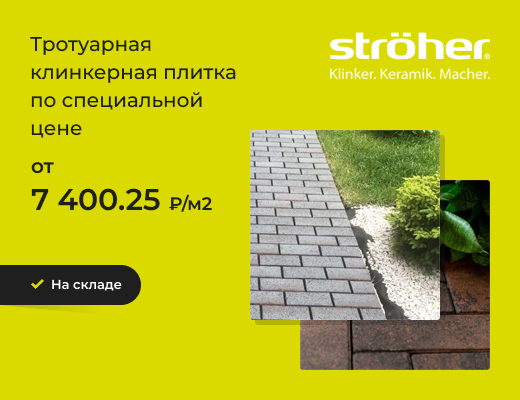 Тротуарная
клинкерная плитка
по специальной
цене
от
7 400.25 ₽/м2
На складе
ströher®
Klinker. Keramik. Macher.